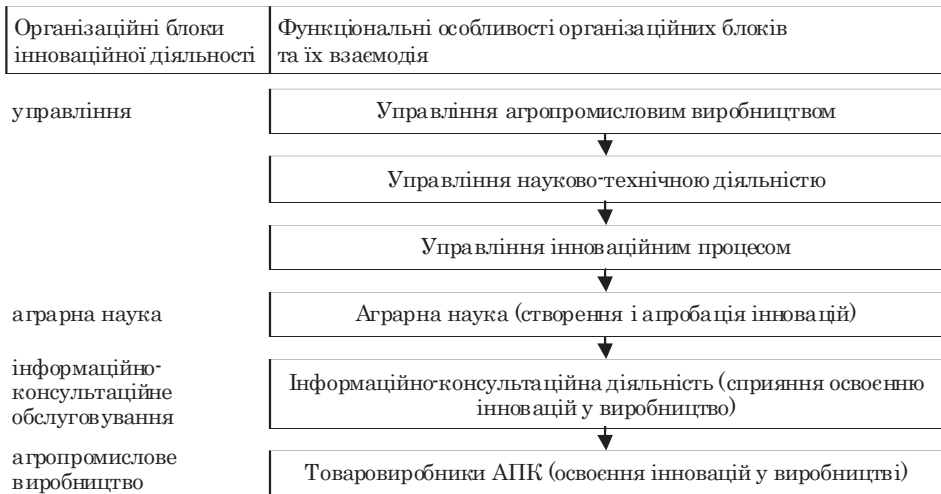 Організаційні блоки
інноваційної діяльності
Функціональні особливості організаційних блоків
та їх взаємодія
управління
Управління агропромисловим виробництвом
Управління науково-технічною діяльністю
Управління інноваційним процесом
аграрна наука
Аграрна наука (створення і апробація інновацій)
інформаційно-
консультаційне
обслуговування
Інформаційно-консультаційна діяльність (сприяння освоєнню
інновацій у виробництво)
агропромислове
виробництво
Товаровиробники АПК (освоєння інновацій у виробництві)